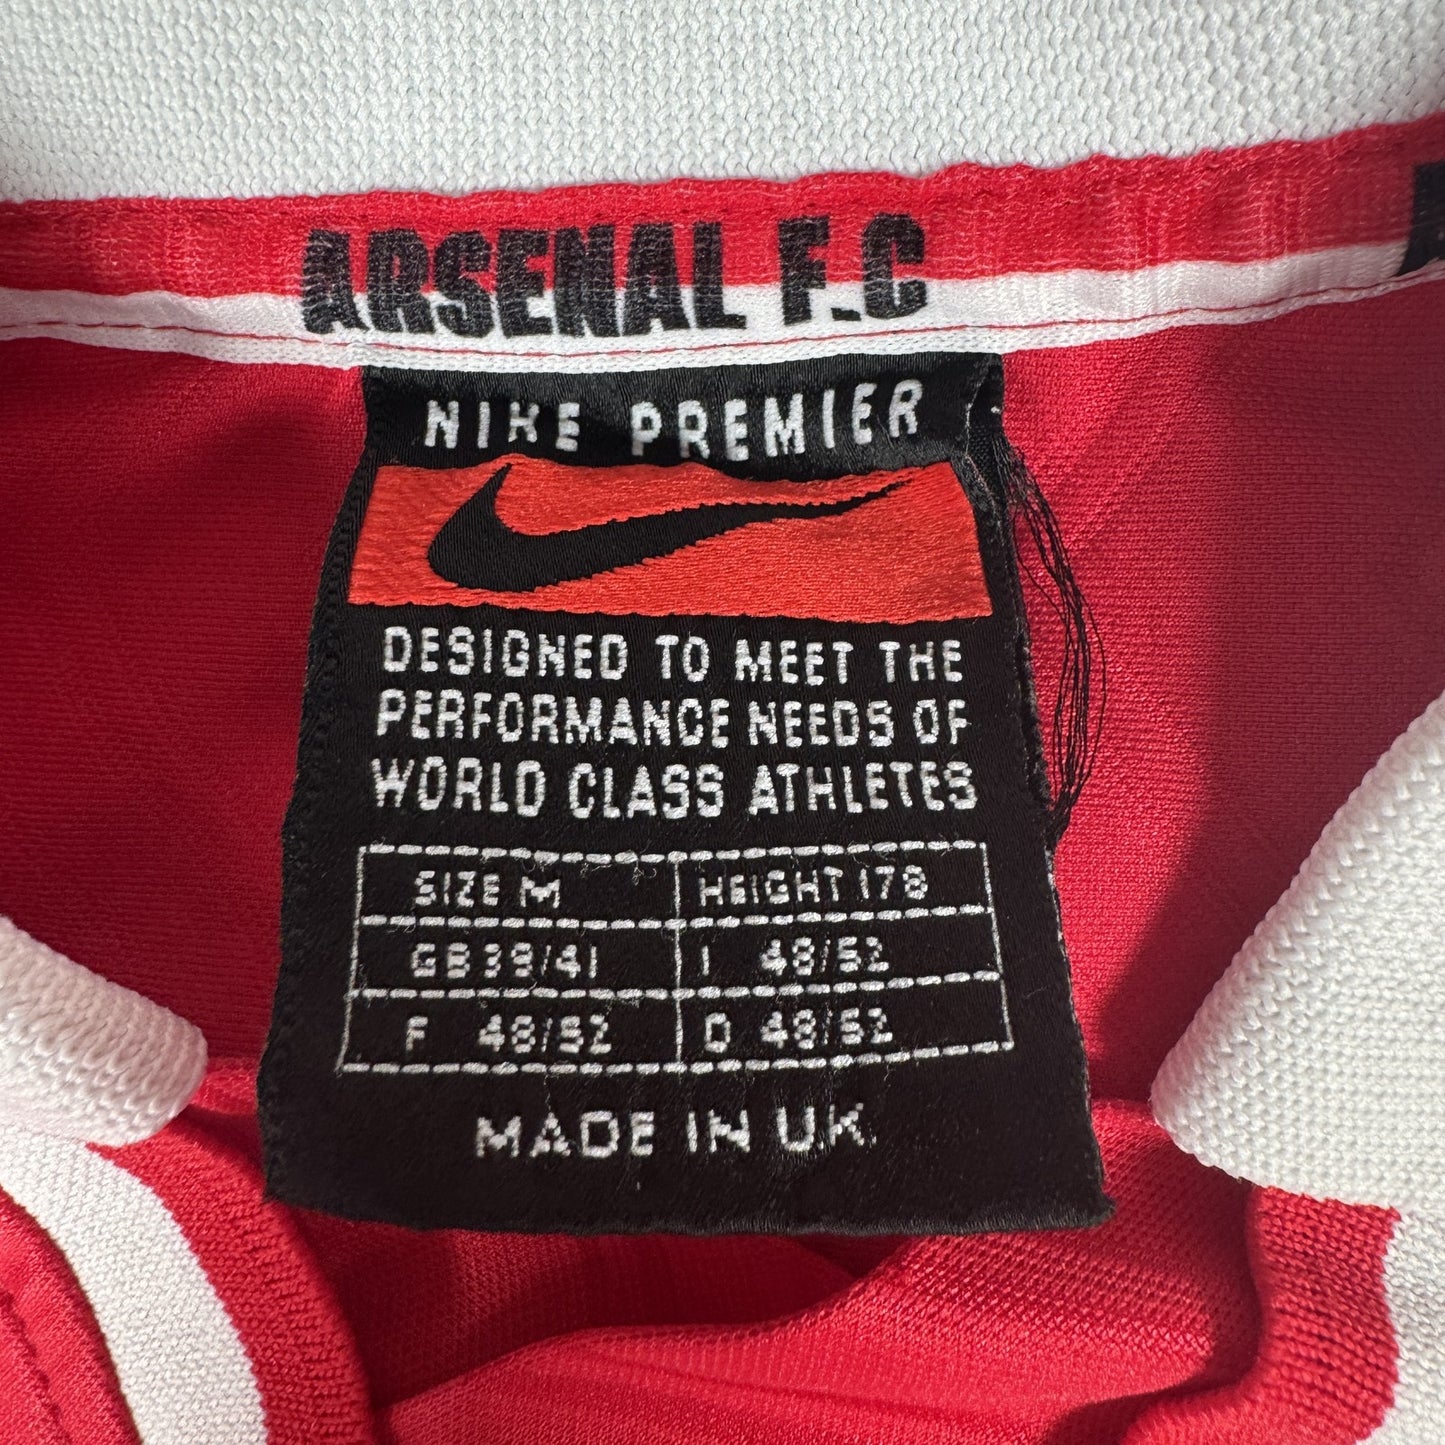 ARSENAL F.C
NIKE PREMIER
DESIGNED TO MEET THE
PERFORMANCE NEEDS OF
WORLD CLASS ATHLETES
SIZE M HEIGHT 178
GB 39/41 I 48/52
F 48/52 D 48/52
MADE IN UK.